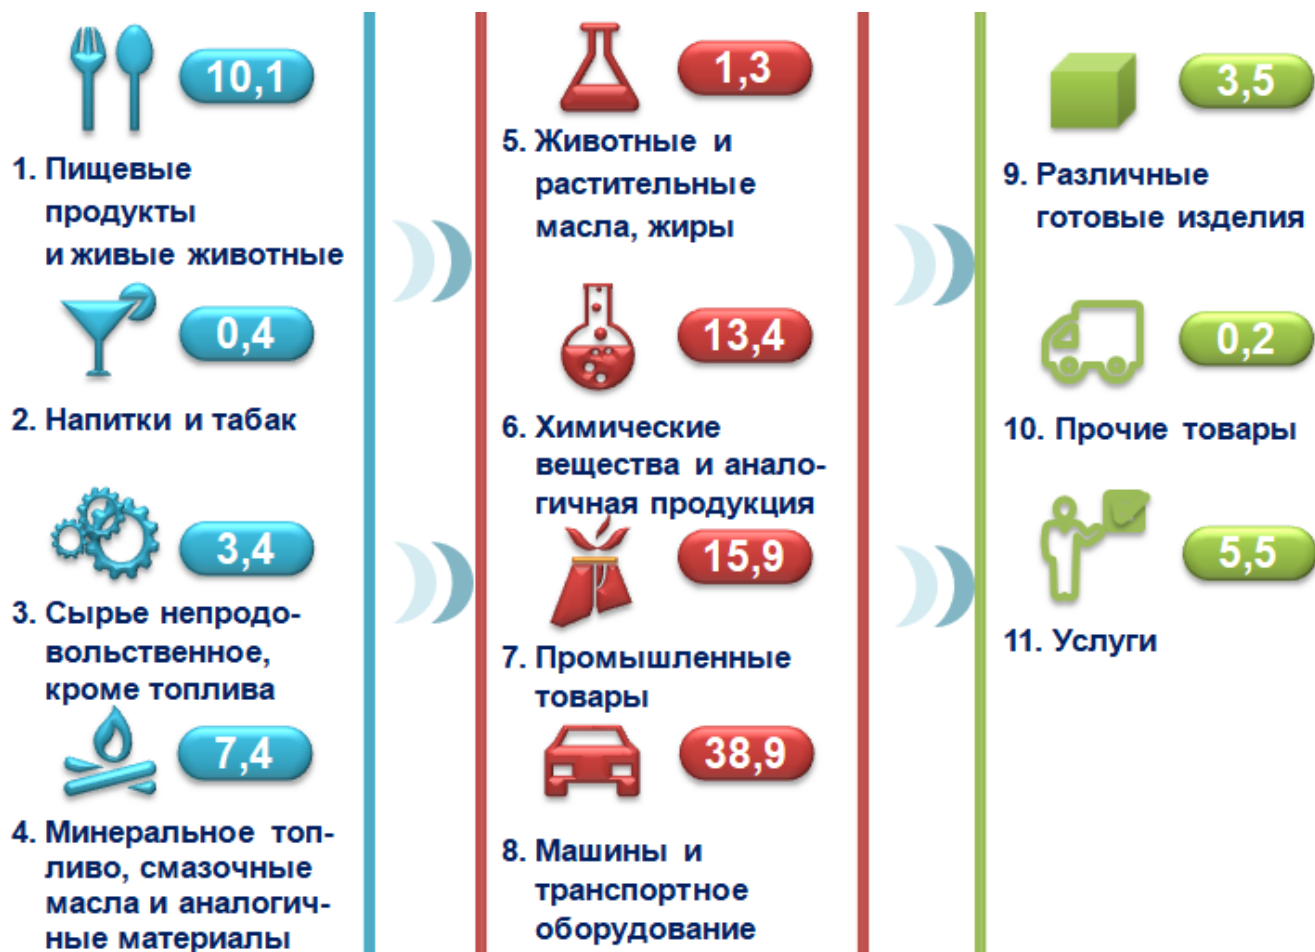 10,1
1. Пищевые
продукты
и живые животные
0,4
2. Напитки и табак
3,4
3. Сырье непродо-
вольственное,
кроме топлива
7,4
4. Минеральное топ-
ливо, смазочные
масла и аналогич-
ные материалы
1,3
5. Животные и
растительные
масла, жиры
13,4
6. Химические
вещества и анало-
гичная продукция
15,9
7. Промышленные
товары
38,9
8. Машины и
транспортное
оборудование
3,5
9. Различные
готовые изделия
0,2
10. Прочие товары
5,5
11. Услуги